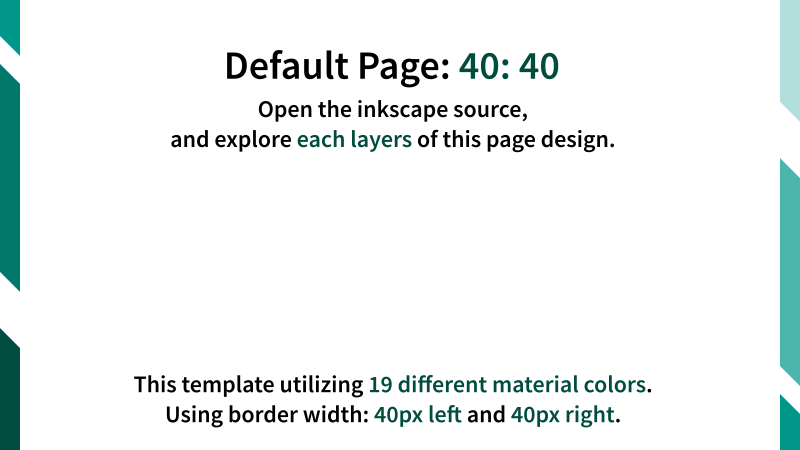 Default Page: 40: 40
Open the inkscape source,
and explore each layers of this page design.
This template utilizing 19 different material colors.
Using border width: 40px left and 40px right.